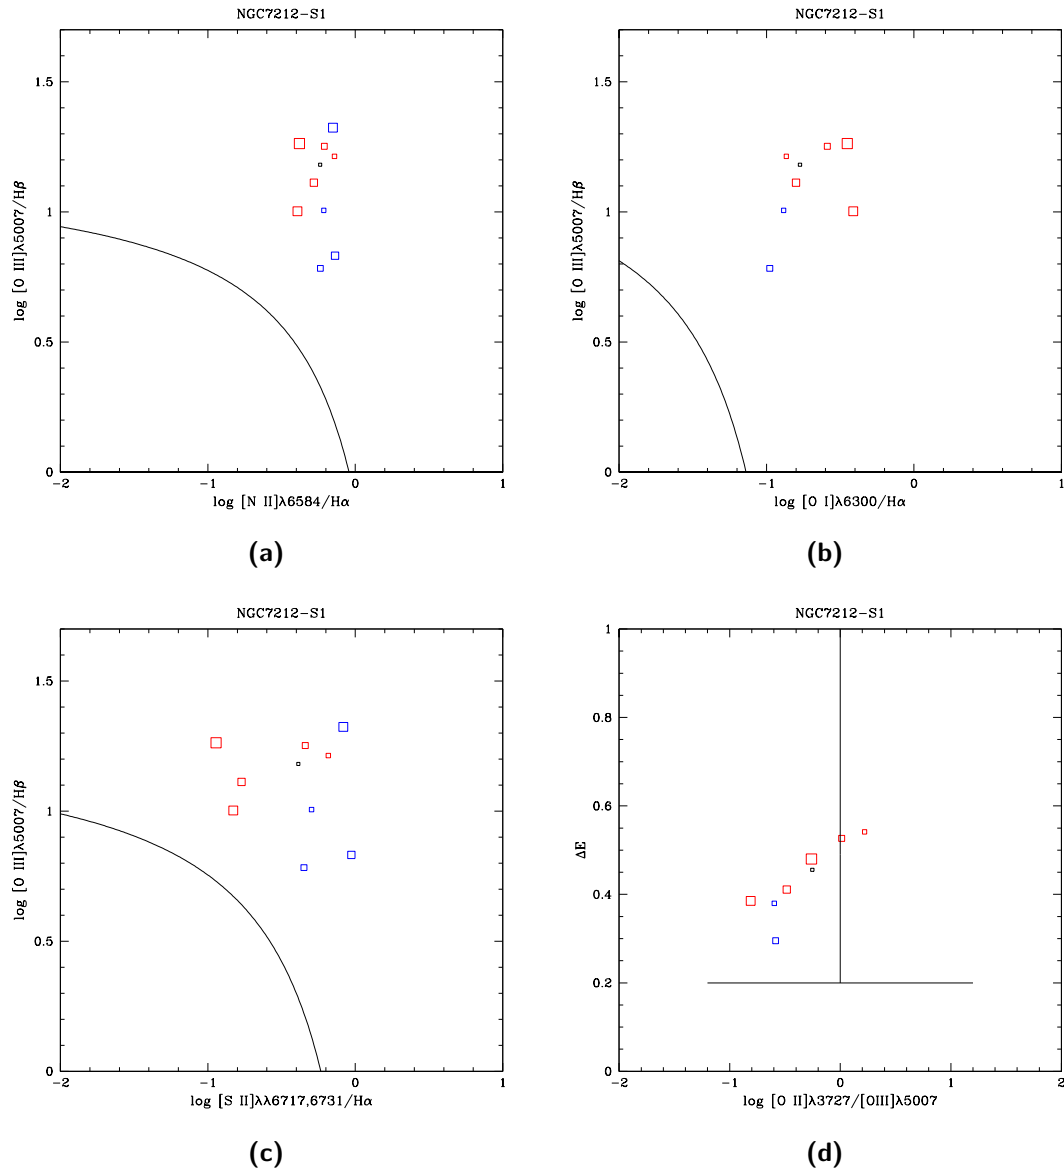 NGC7212-S1
log [O III]λ5007/Hβ
1.5
1
0.5
0
-2 -1 0 1
log [N II]λ6584/Hα
(a)
NGC7212-S1
log [O III]λ5007/Hβ
1.5
1
0.5
0
-2 -1 0 1
log [O I]λ6300/Hα
(b)
NGC7212-S1
log [O III]λ5007/Hβ
1.5
1
0.5
0
-2 -1 0 1
log [S II]λλ6717,6731/Hα
(c)
NGC7212-S1
ΔE
1
0.8
0.6
0.4
0.2
0
-2 -1 0 1 2
log [O II]λ3727/[OIII]λ5007
(d)